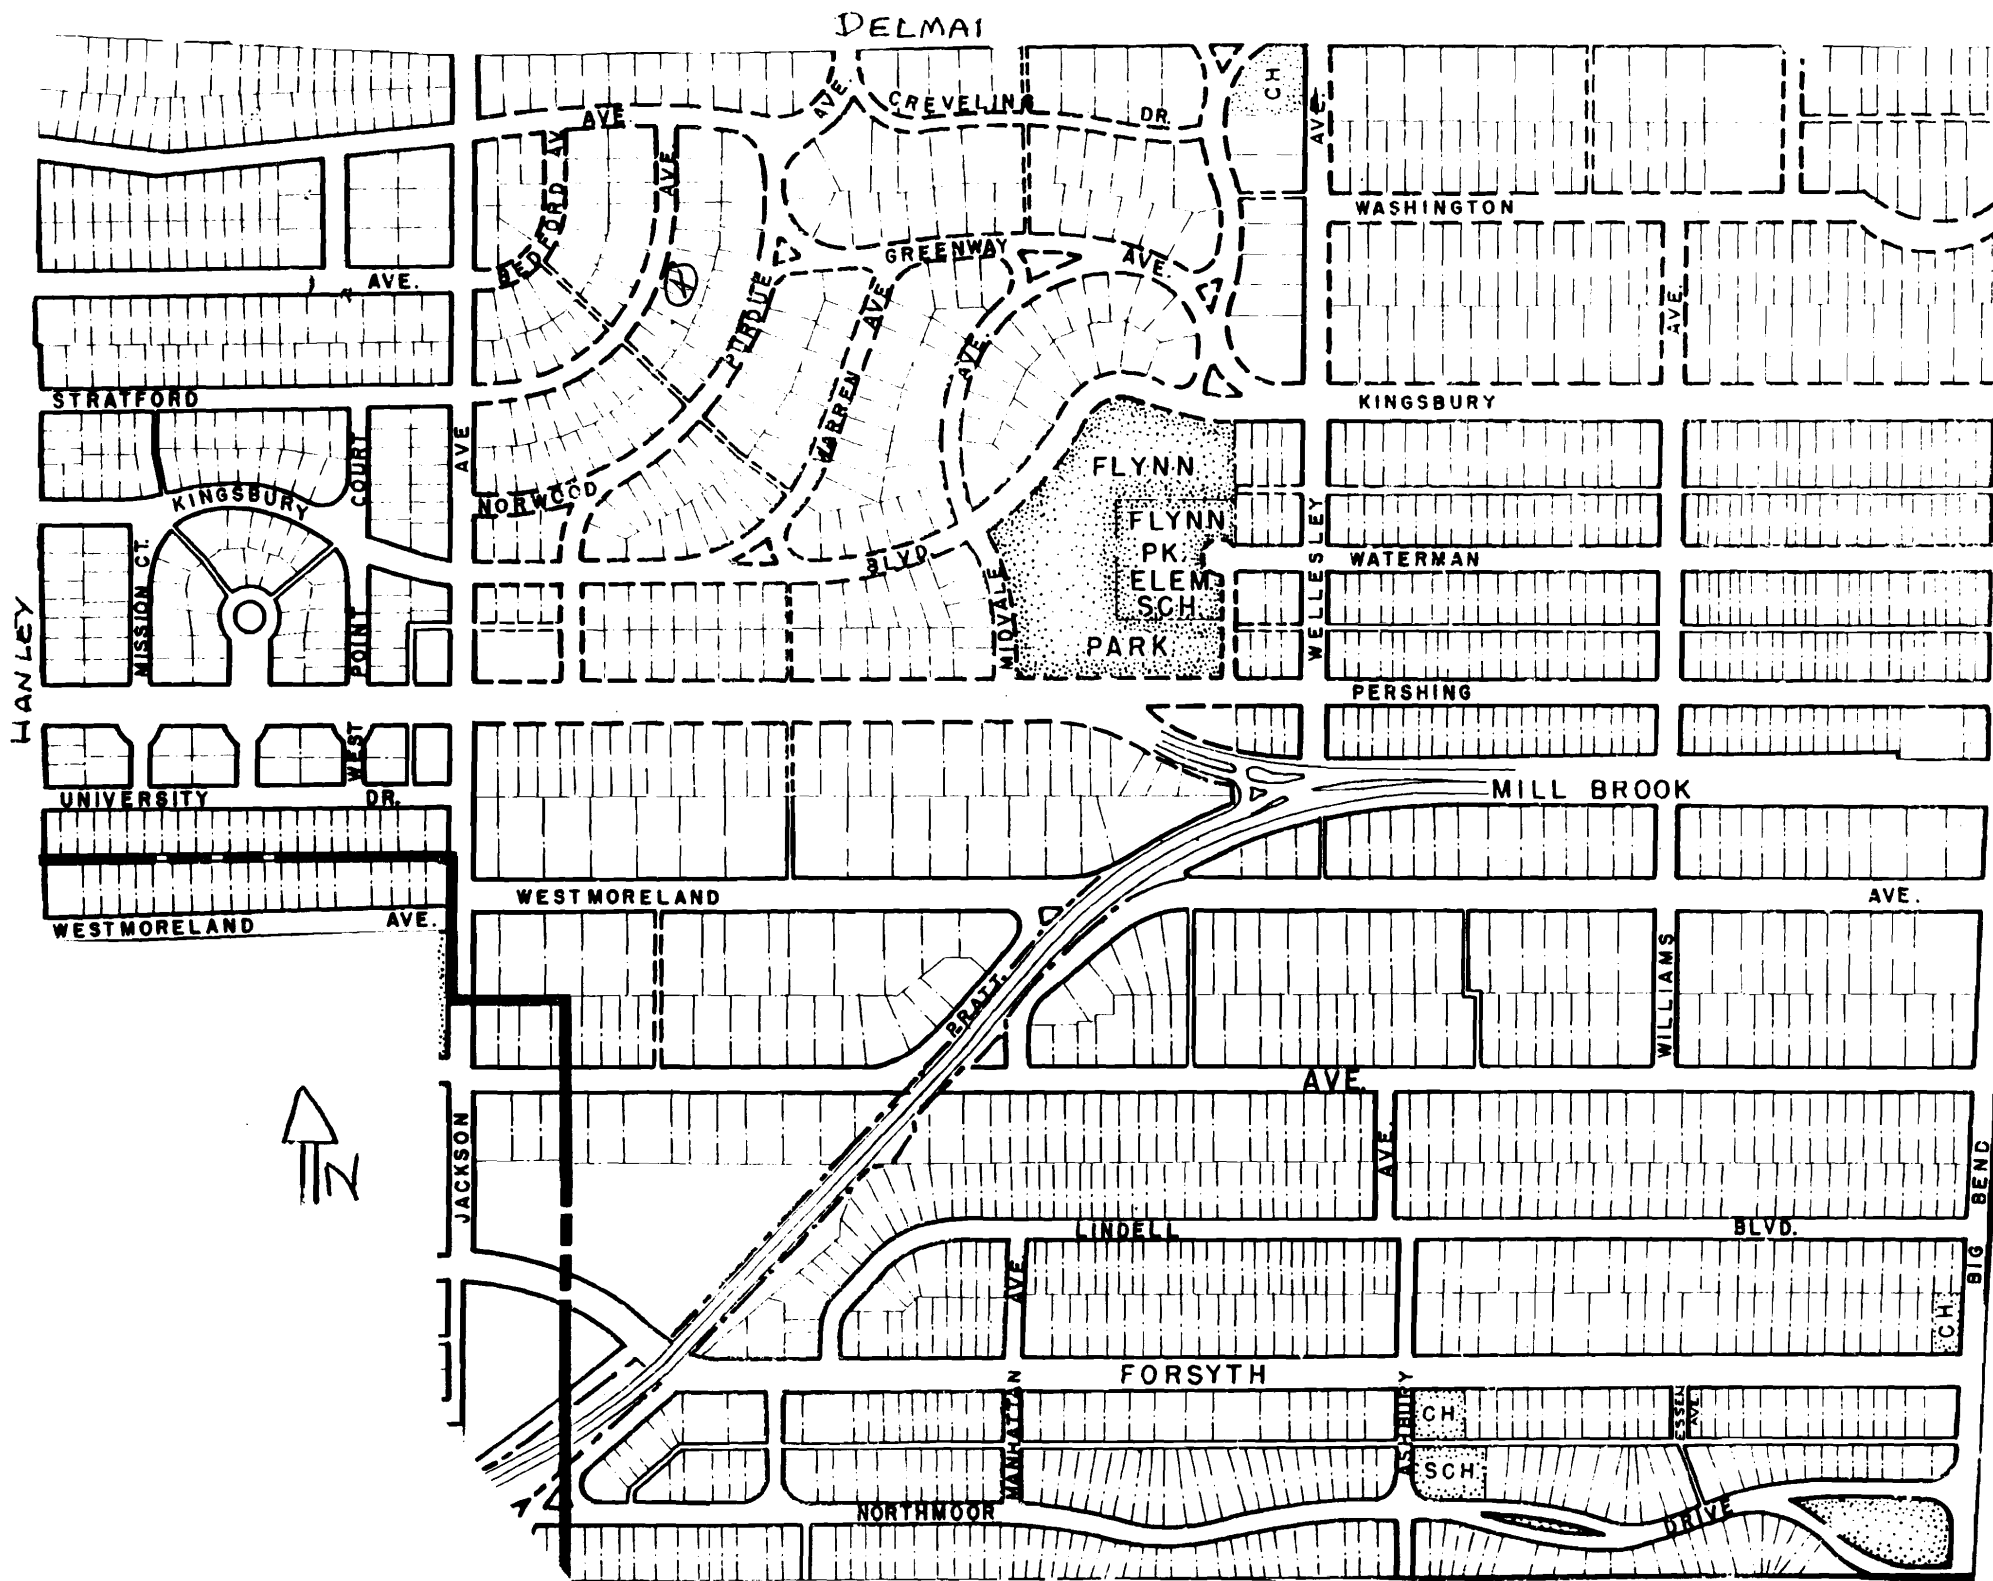 DELMAI
CREVELING
DR.
AVE.
AVE.
CH
AVE.
BEDFORD AV
AVE
WASHINGTON
GREENWAY
AVE.
AVE.
PURDUE
AVE
AVE.
AVE.
STRATFORD
WARREN
KINGSBURY
AVE
COURT
KINGSBURY
NORWOOD
FLYNN
FLYNN
PK.
ELEM
SCH.
PARK
BLVD
MIDVALE
WELLESLEY
WATERMAN
HANLEY
MISSION CT.
POINT
WEST
PERSHING
UNIVERSITY
DR.
MILL BROOK
WESTMORELAND
AVE.
WESTMORELAND
AVE.
WILLIAMS
PRATT.
AVE.
N
JACKSON
AVE.
BIG BEND
LINDELL
BLVD.
AVE
CH.
FORSYTH
MANHATTAN
ASHBURY
CH.
ESSEN
AVE.
SCH.
NORTHMOOR
DRIVE